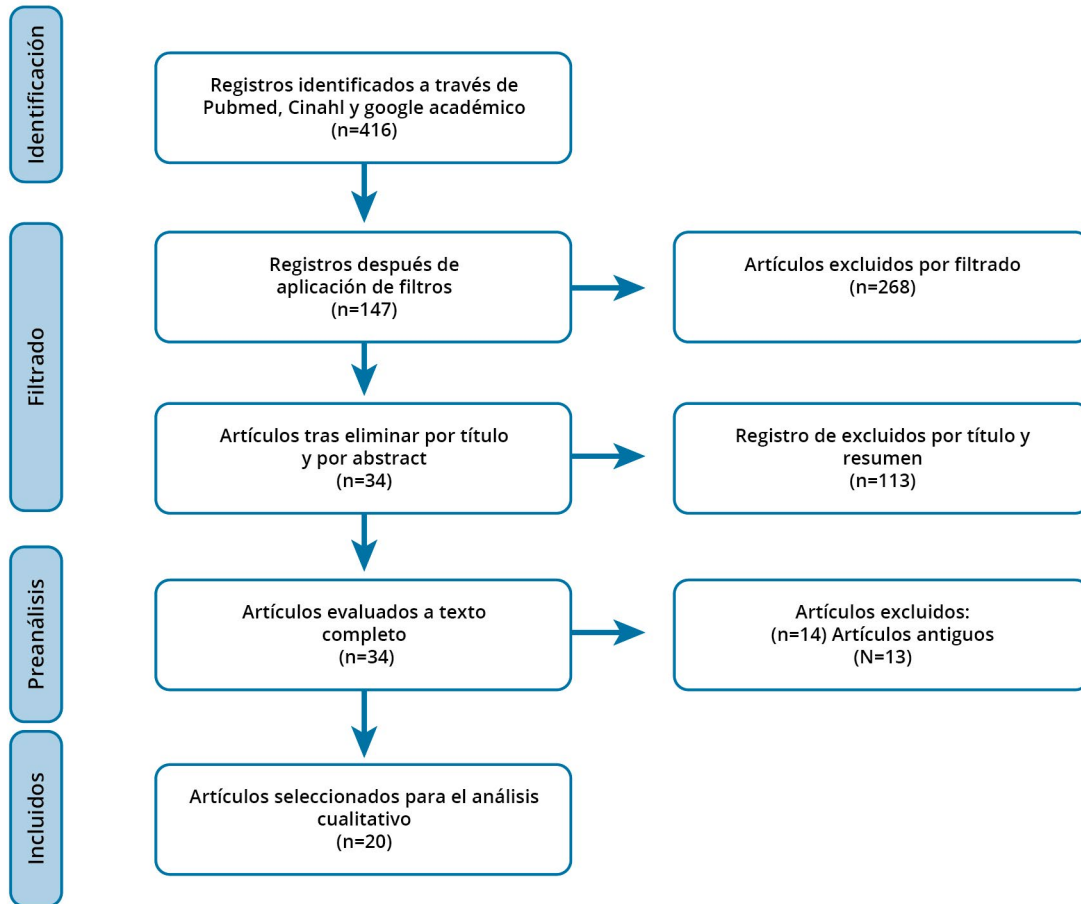 Identificación
Registros identificados a través de
Pubmed, Cinahl y google académico
(n=416)
Filtrado
Registros después de
aplicación de filtros
(n=147)
Artículos excluidos por filtrado
(n=268)
Artículos tras eliminar por título
y por abstract
(n=34)
Registro de excluidos por título y
resumen
(n=113)
Preanálisis
Artículos evaluados a texto
completo
(n=34)
Artículos excluidos:
(n=14) Artículos antiguos
(N=13)
Incluidos
Artículos seleccionados para el análisis
cualitativo
(n=20)